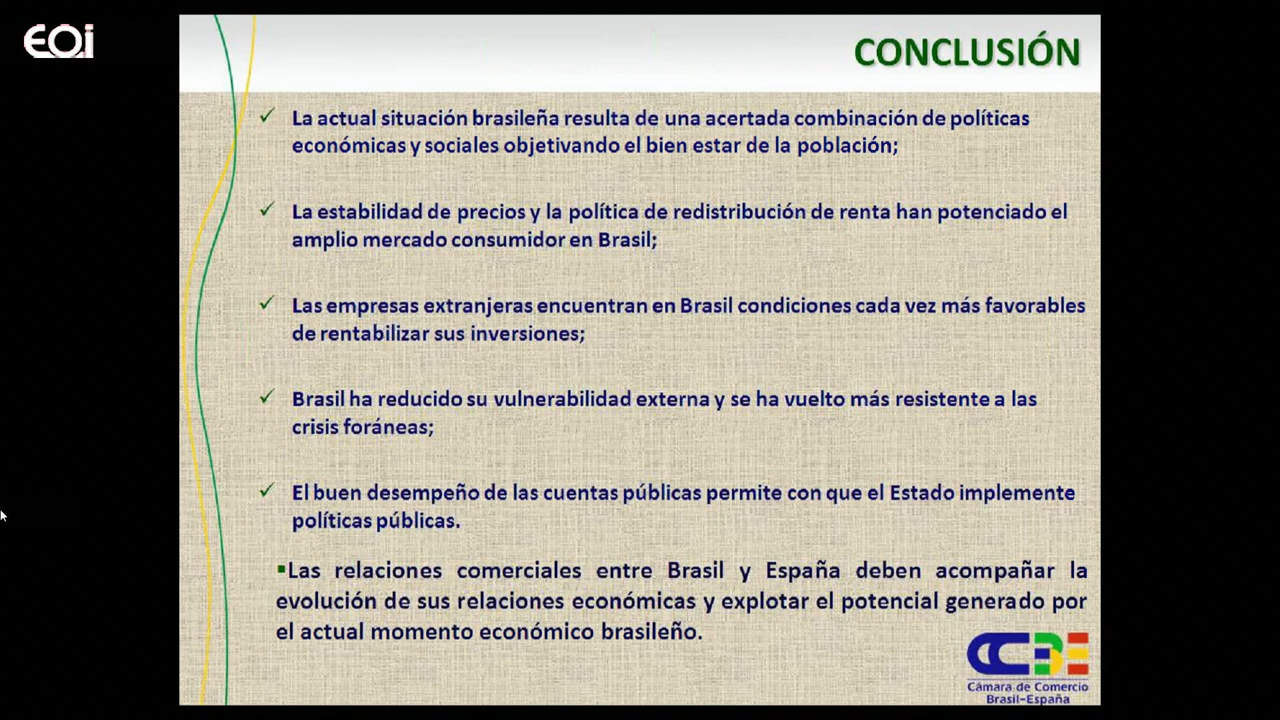 EOi
CONCLUSIÓN
✓ La actual situación brasileña resulta de una acertada combinación de políticas
económicas y sociales objetivando el bien estar de la población;
✓ La estabilidad de precios y la política de redistribución de renta han potenciado el
amplio mercado consumidor en Brasil;
✓ Las empresas extranjeras encuentran en Brasil condiciones cada vez más favorables
de rentabilizar sus inversiones;
✓ Brasil ha reducido su vulnerabilidad externa y se ha vuelto más resistente a las
crisis foráneas;
✓ El buen desempeño de las cuentas públicas permite con que el Estado implemente
políticas públicas.
▪Las relaciones comerciales entre Brasil y España deben acompañar la
evolución de sus relaciones económicas y explotar el potencial generado por
el actual momento económico brasileño.
CCBE
Cámara de Comercio
Brasil-España